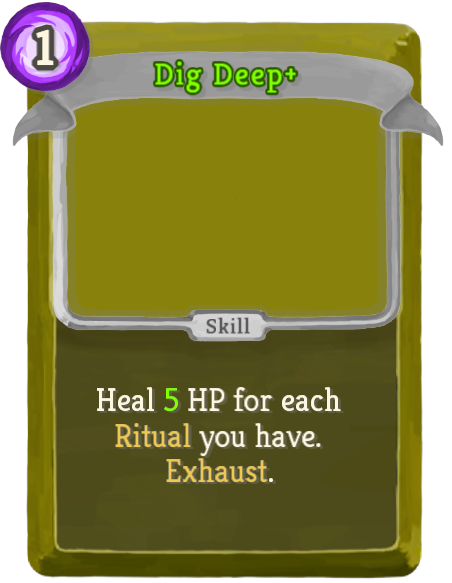 1
Dig Deep+
Skill
Heal 5 HP for each
Ritual you have.
Exhaust.